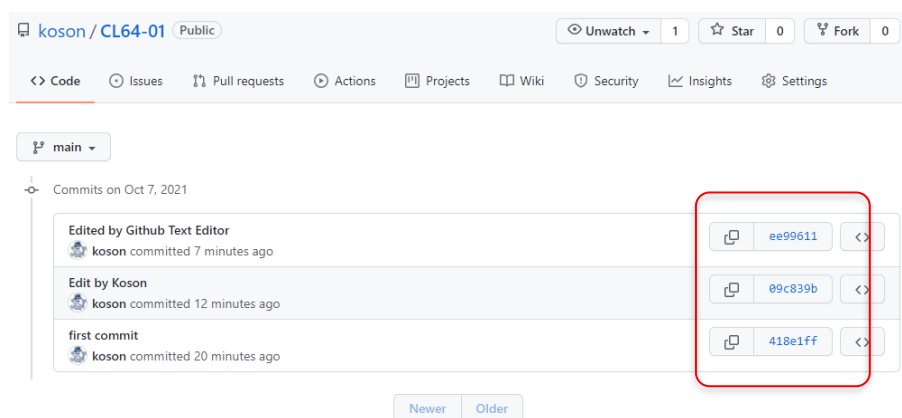 koson / CL64-01 Public Unwatch 1 Star 0 Fork 0
<> Code Issues Pull requests Actions Projects Wiki Security Insights Settings
main
Commits on Oct 7, 2021
Edited by Github Text Editor
koson committed 7 minutes ago
ee99611 <>
Edit by Koson
koson committed 12 minutes ago
09c839b <>
first commit
koson committed 20 minutes ago
418e1ff <>
Newer Older